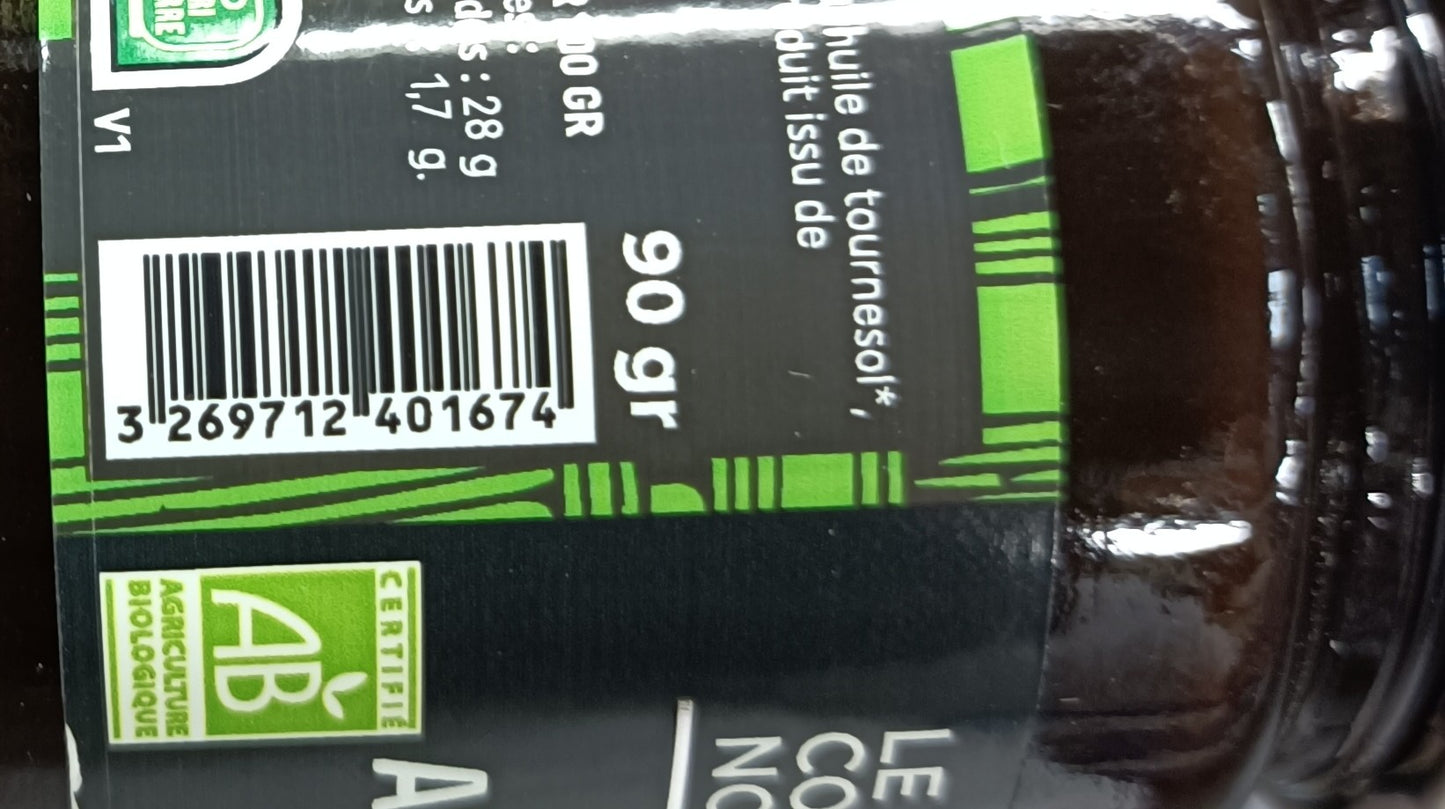 huile de tournesol*,
duit issu de
90 gr
00 GR
: 28 g
: 1,7 g.
V1
3 269712 401674
CERTIFIÉ
AB
AGRICULTURE
BIOLOGIQUE
LE
CO
NO
A